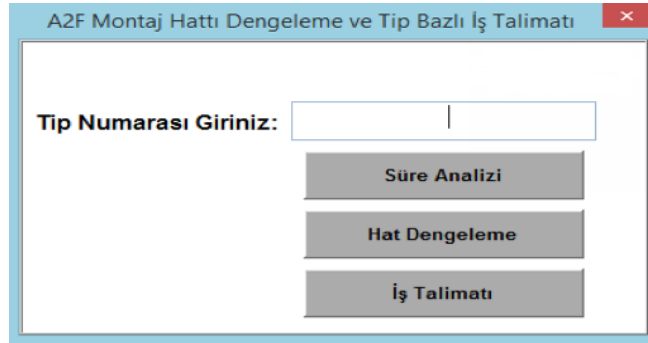 A2F Montaj Hattı Dengeleme ve Tip Bazlı İş Talimatı
Tip Numarası Giriniz:
Süre Analizi
Hat Dengeleme
İş Talimatı